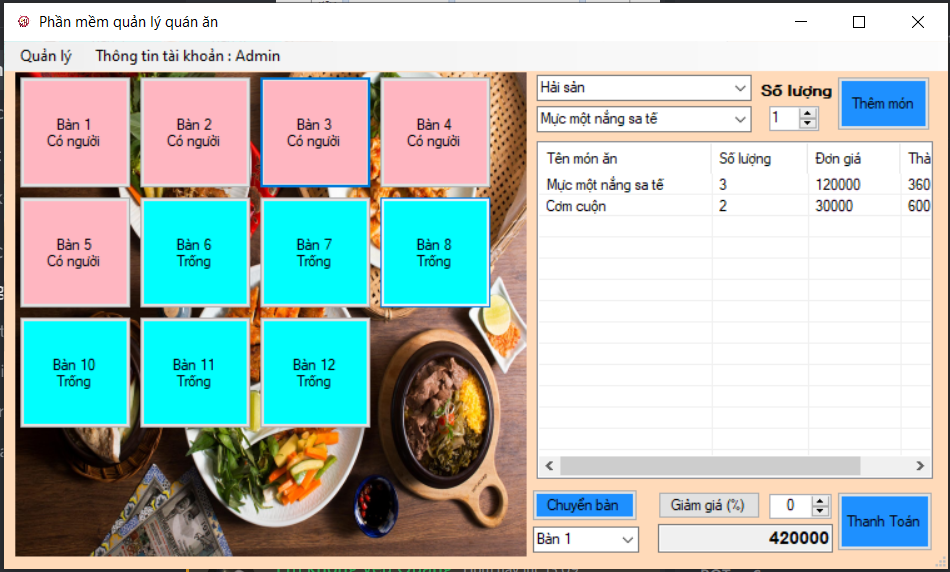 Phần mềm quản lý quán ăn
Quản lý Thông tin tài khoản : Admin
Bàn 1
Có người
Bàn 2
Có người
Bàn 3
Có người
Bàn 4
Có người
Bàn 5
Có người
Bàn 6
Trống
Bàn 7
Trống
Bàn 8
Trống
Bàn 10
Trống
Bàn 11
Trống
Bàn 12
Trống
Hải sản
Mực một nắng sa tế
Số lượng
1
Thêm món
Tên món ăn Số lượng Đơn giá Thà
Mực một nắng sa tế 3 120000 360
Cơm cuộn 2 30000 600
Chuyển bàn Giảm giá (%) 0
Bàn 1 420000
Thanh Toán